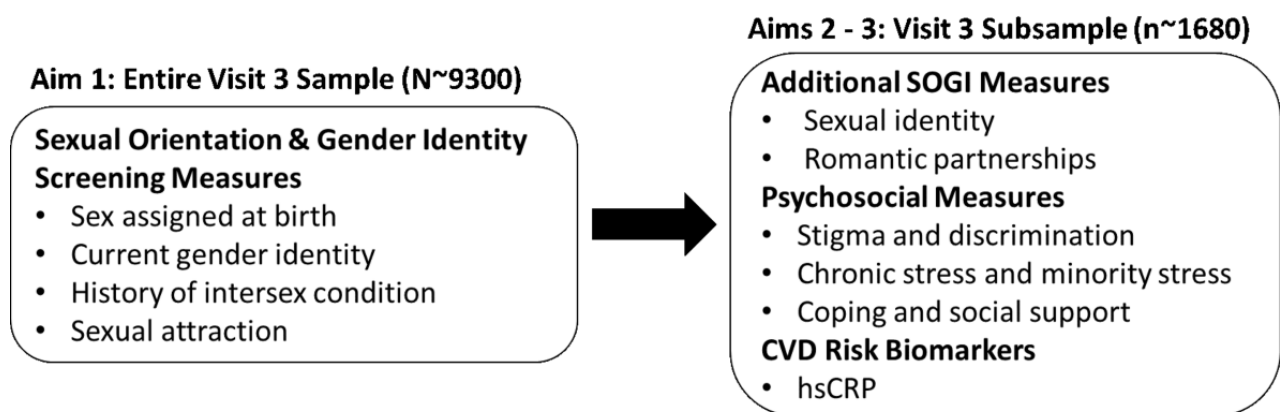 Aim 1: Entire Visit 3 Sample (N~9300)
Sexual Orientation & Gender Identity
Screening Measures
• Sex assigned at birth
• Current gender identity
• History of intersex condition
• Sexual attraction
Aims 2 - 3: Visit 3 Subsample (n~1680)
Additional SOGI Measures
• Sexual identity
• Romantic partnerships
Psychosocial Measures
• Stigma and discrimination
• Chronic stress and minority stress
• Coping and social support
CVD Risk Biomarkers
• hsCRP